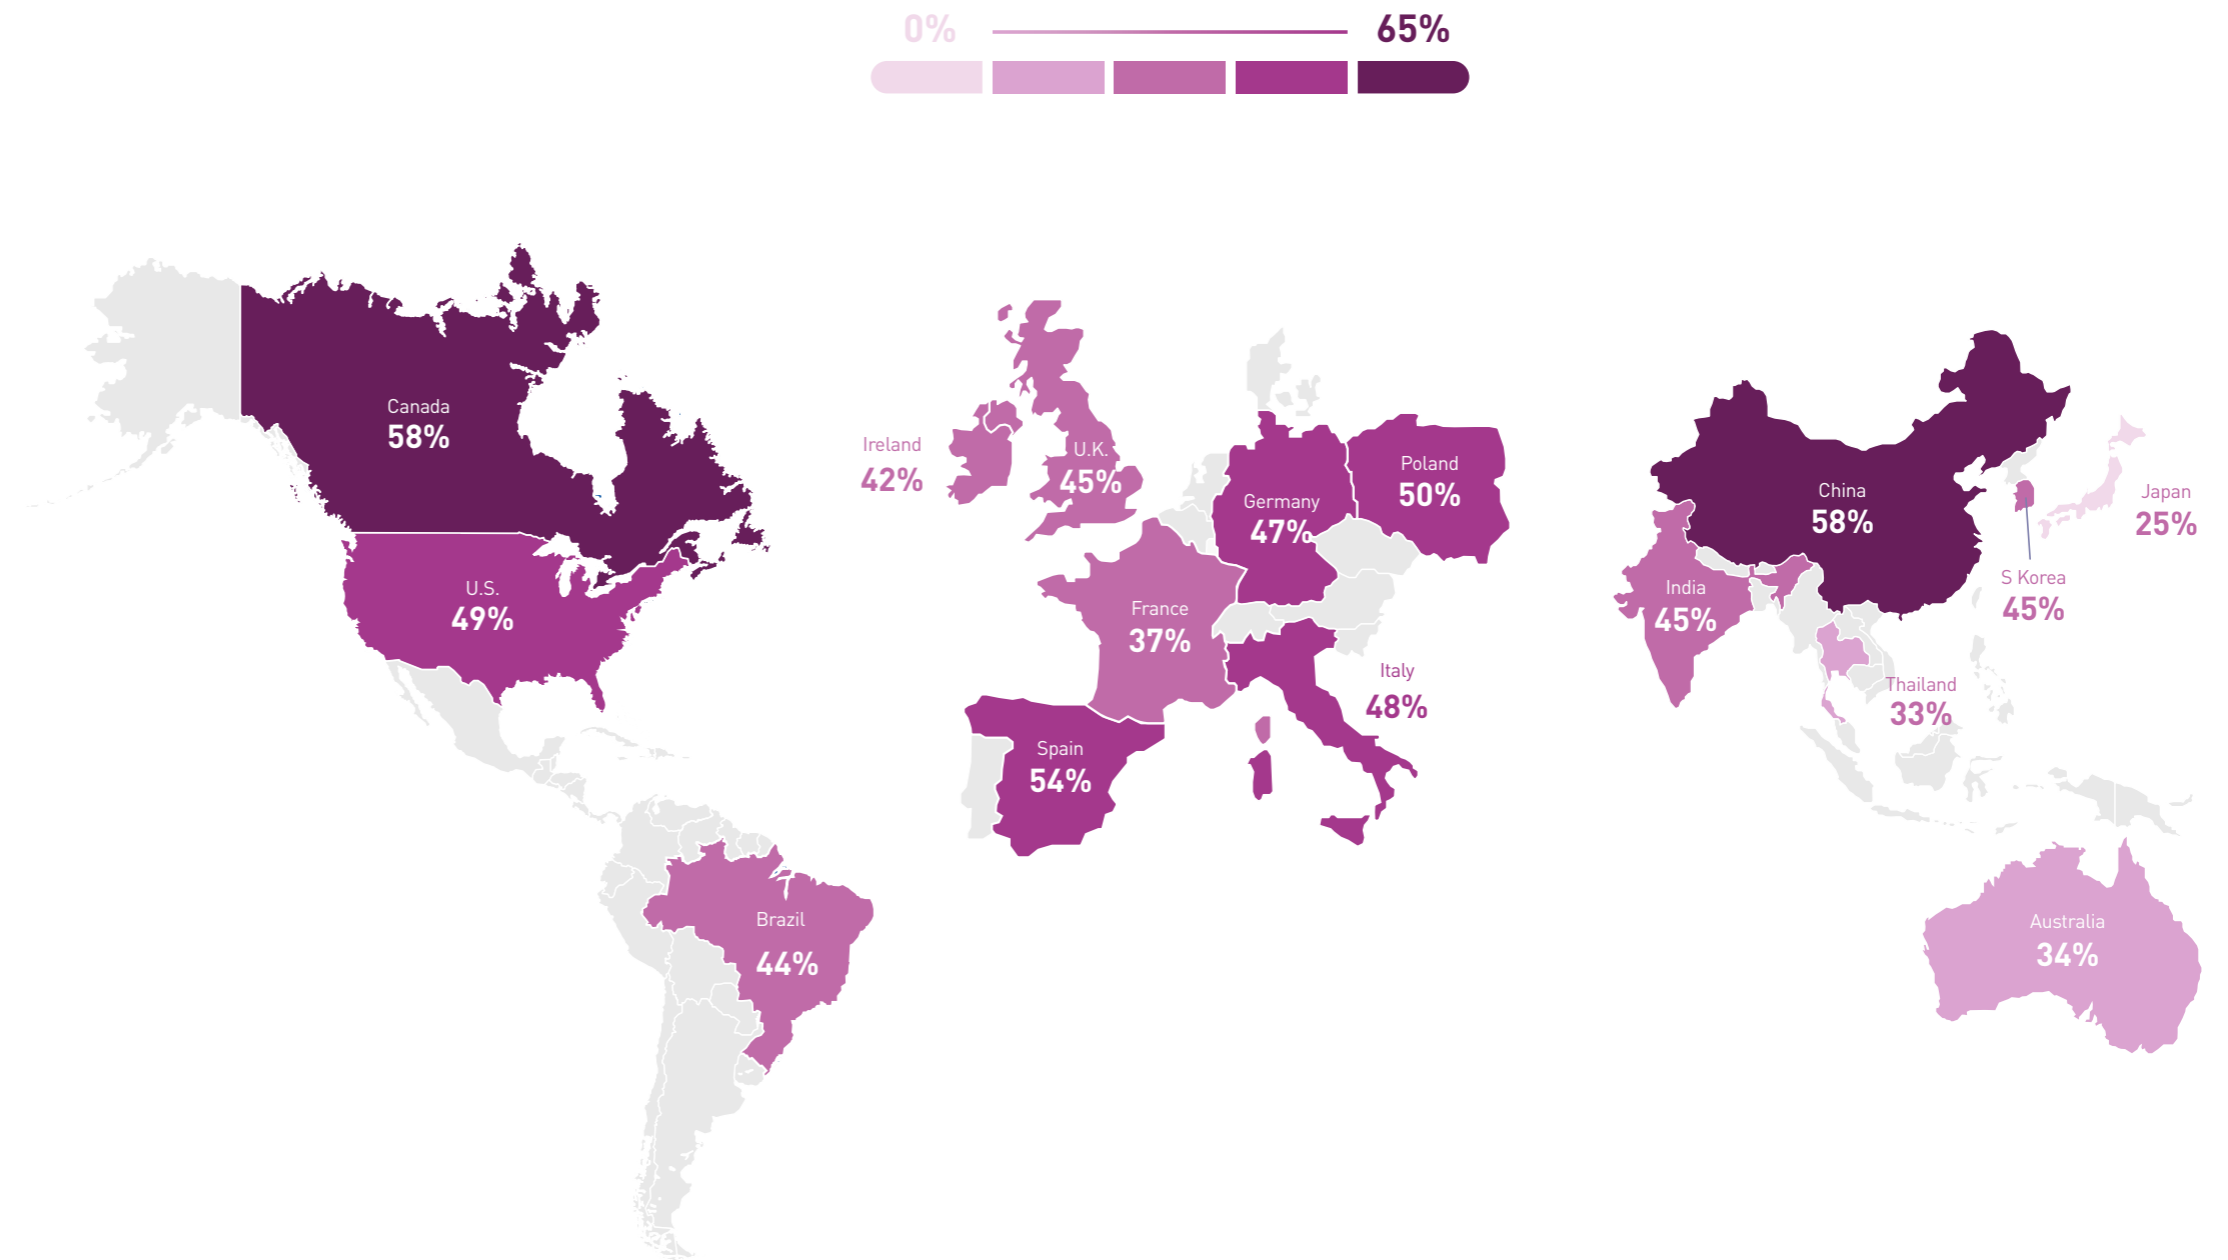 0%
65%
Canada
58%
U.S.
49%
Brazil
44%
Ireland
42%
U.K.
45%
Germany
47%
Poland
50%
France
37%
Italy
48%
Spain
54%
China
58%
Japan
25%
S Korea
45%
India
45%
Thailand
33%
Australia
34%